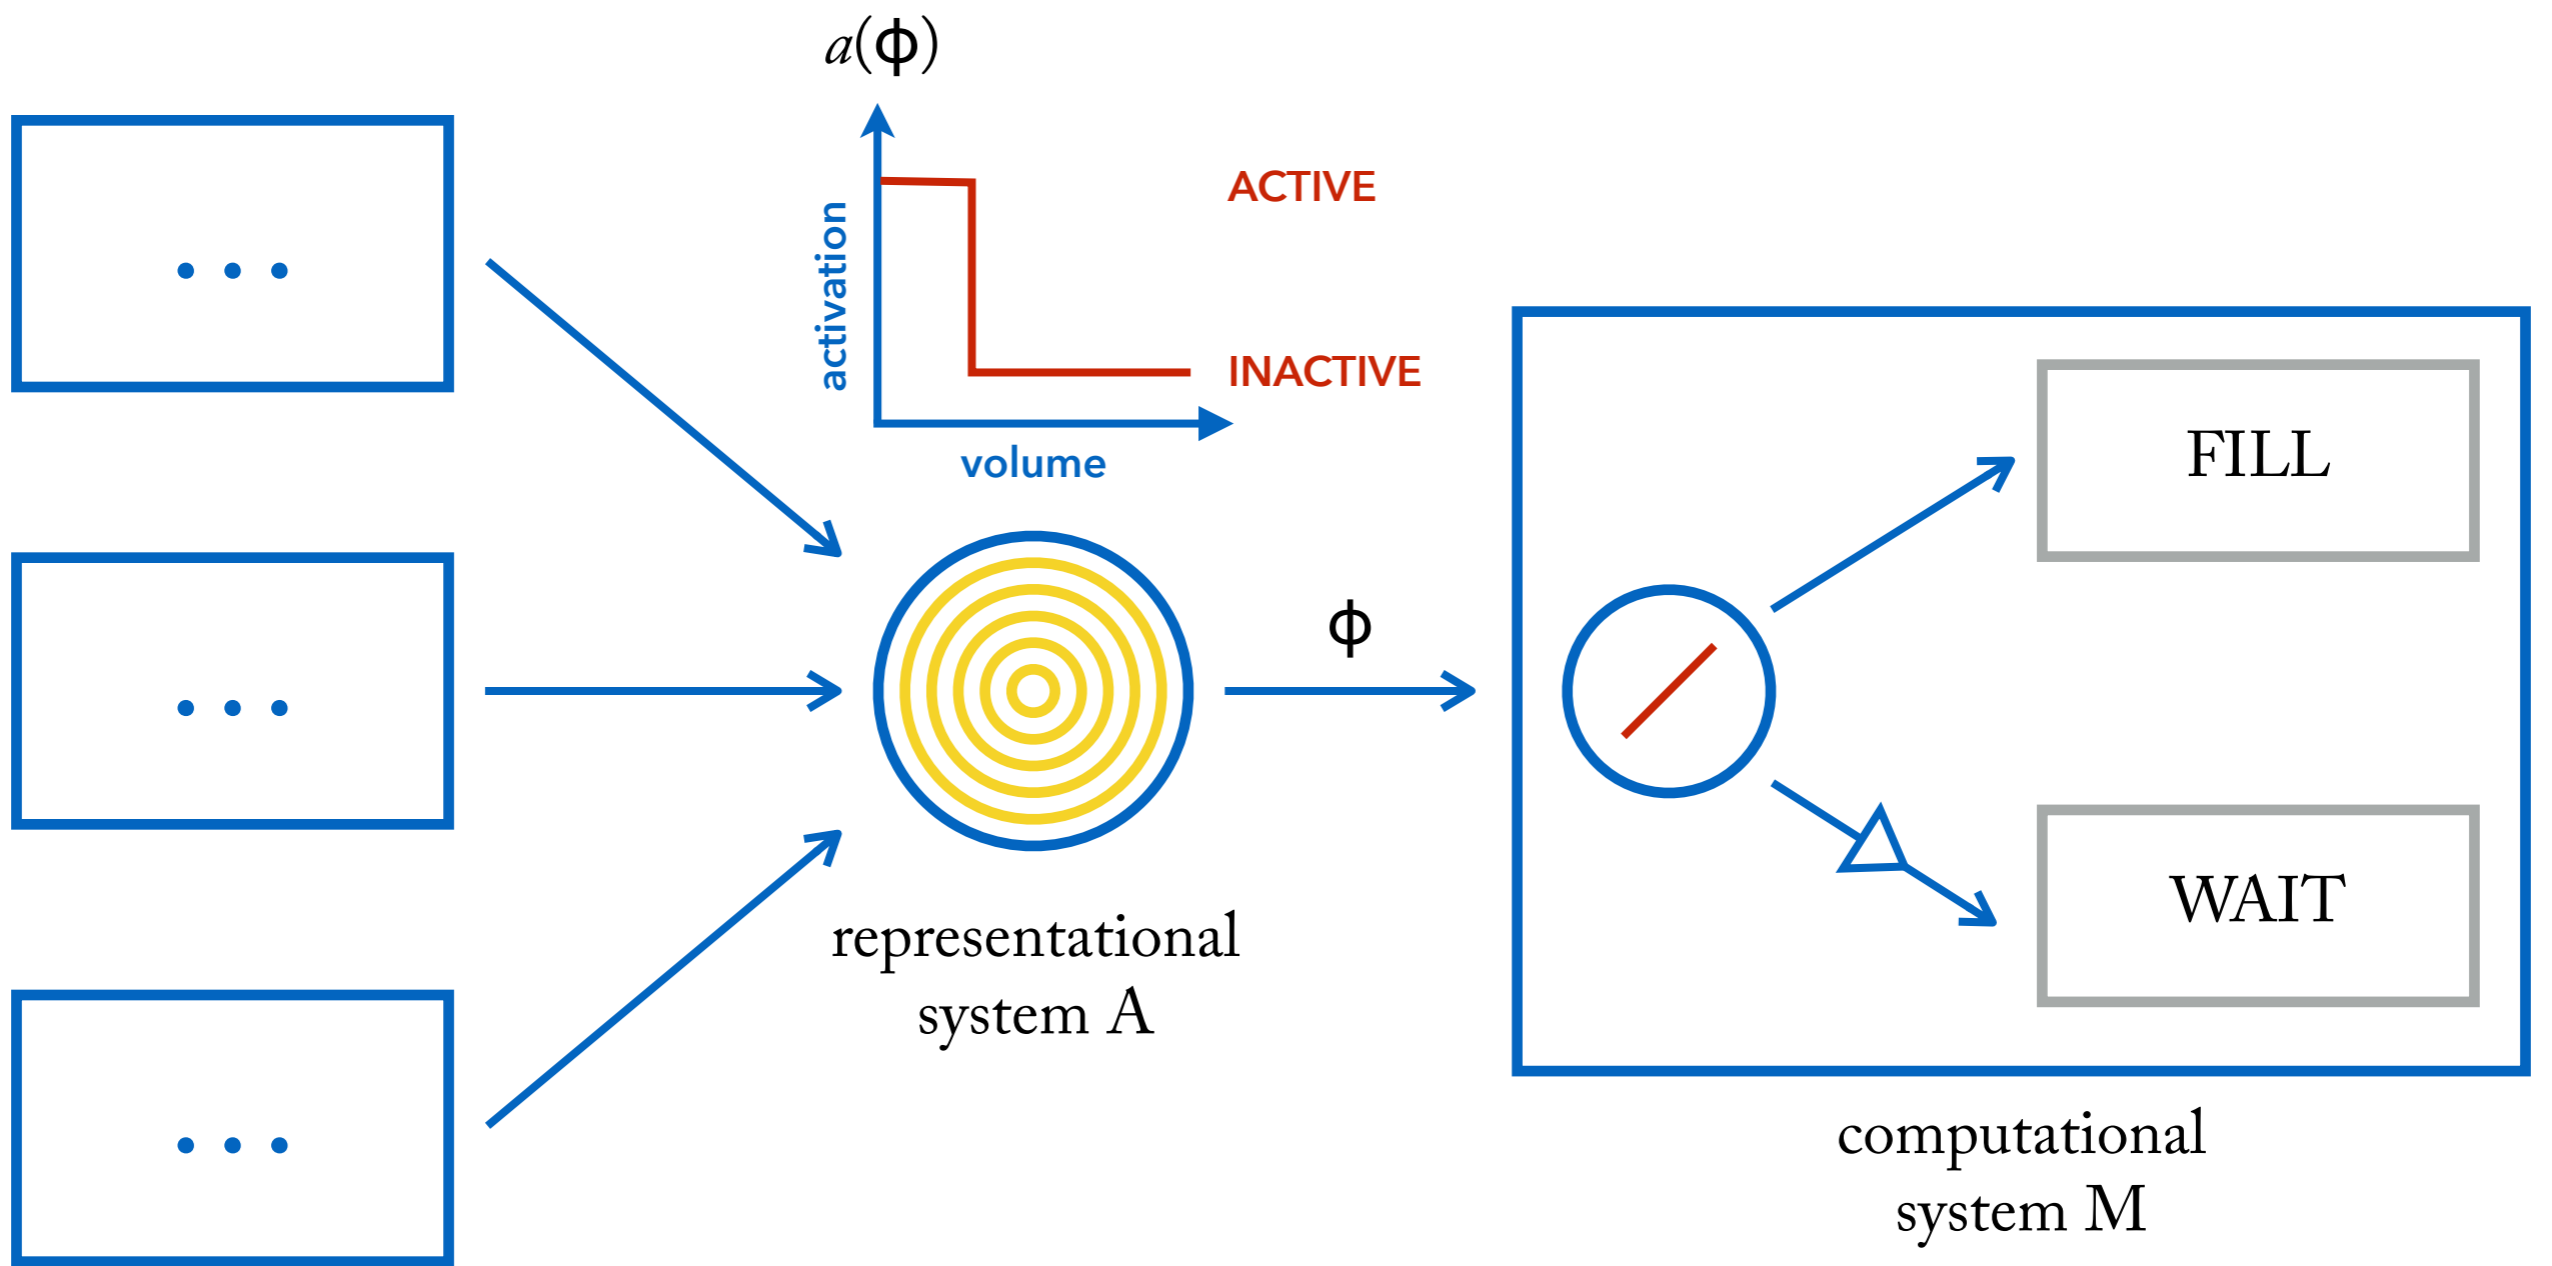 a(ϕ)
activation
ACTIVE
INACTIVE
volume
ϕ
FILL
WAIT
representational
system A
computational
system M